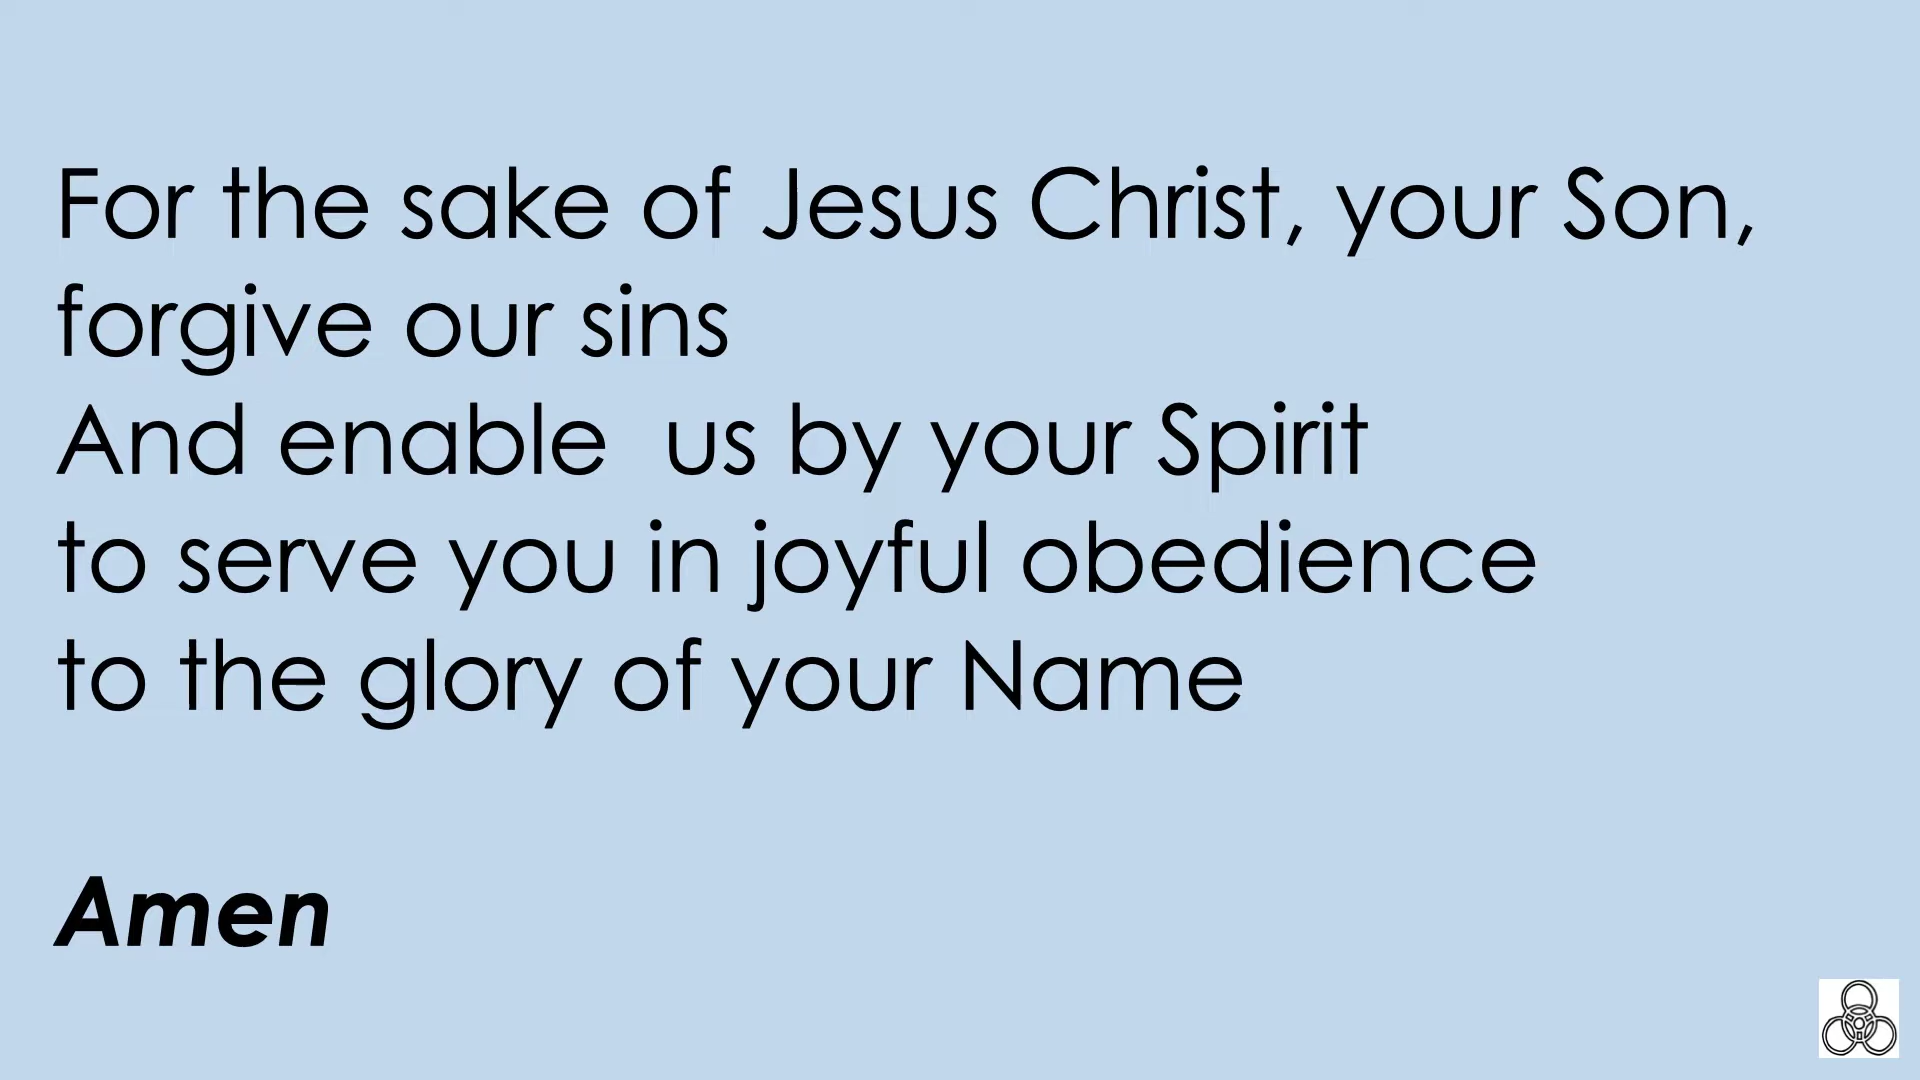 For the sake of Jesus Christ, your Son,
forgive our sins
And enable  us by your Spirit
to serve you in joyful obedience
to the glory of your Name
Amen